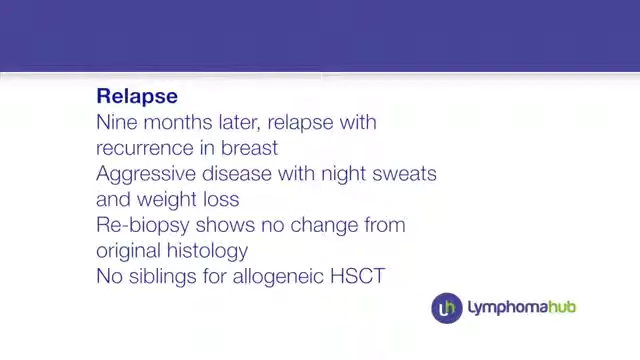 Relapse
Nine months later, relapse with
recurrence in breast
Aggressive disease with night sweats
and weight loss
Re-biopsy shows no change from
original histology
No siblings for allogeneic HSCT
lh Lymphomahub